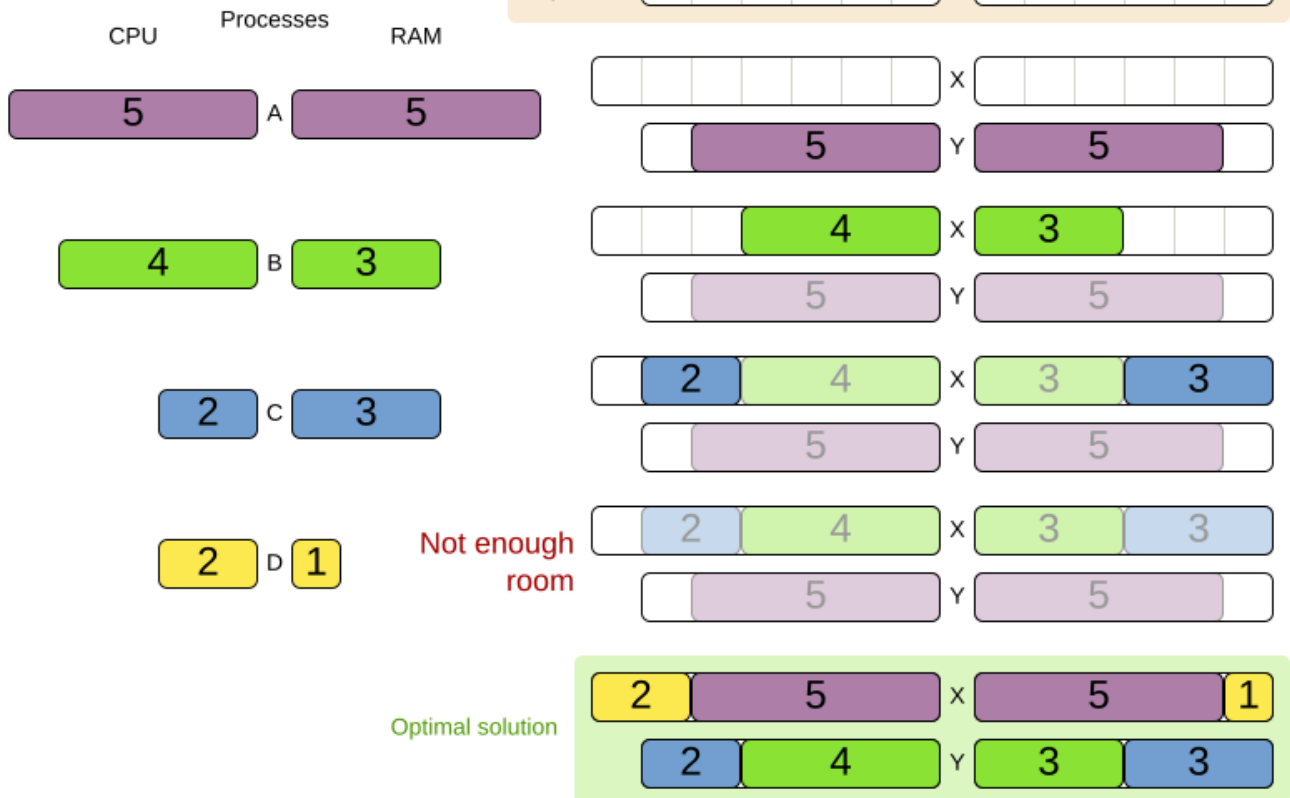 Processes
CPU RAM
X
5 A 5
5 Y 5
4 X 3
4 B 3
5 Y 5
2 4 X 3 3
2 C 3
5 Y 5
2 4 X 3 3
Not enough
room
2 D 1
5 Y 5
2 5 X 5 1
Optimal solution
2 4 Y 3 3